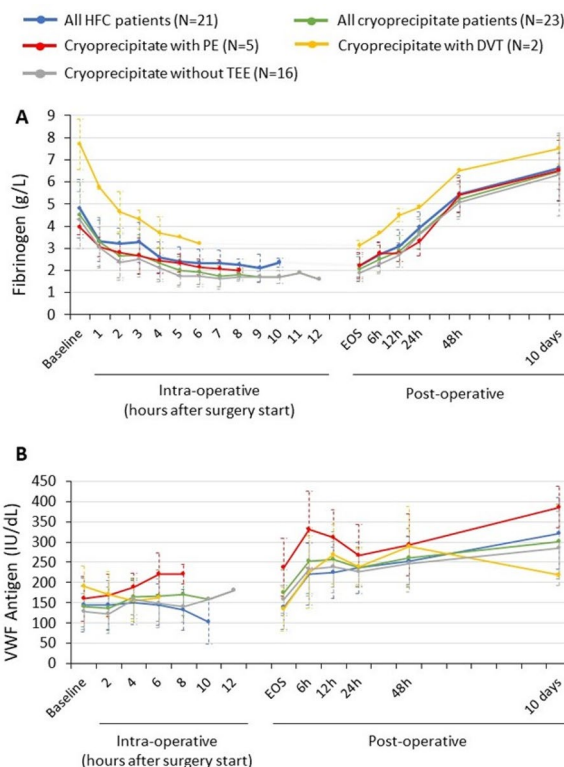 All HFC patients (N=21) All cryoprecipitate patients (N=23)
Cryoprecipitate with PE (N=5) Cryoprecipitate with DVT (N=2)
Cryoprecipitate without TEE (N=16)
A
Fibrinogen (g/L)
9
8
7
6
5
4
3
2
1
0
Baseline 1 2 3 4 5 6 7 8 9 10 11 12 EOS 6h 12h 24h 48h 10 days
Intra-operative Post-operative
(hours after surgery start)
B
VWF Antigen (IU/dL)
450
400
350
300
250
200
150
100
50
0
Baseline 2 4 6 8 10 12 EOS 6h 12h 24h 48h 10 days
Intra-operative Post-operative
(hours after surgery start)